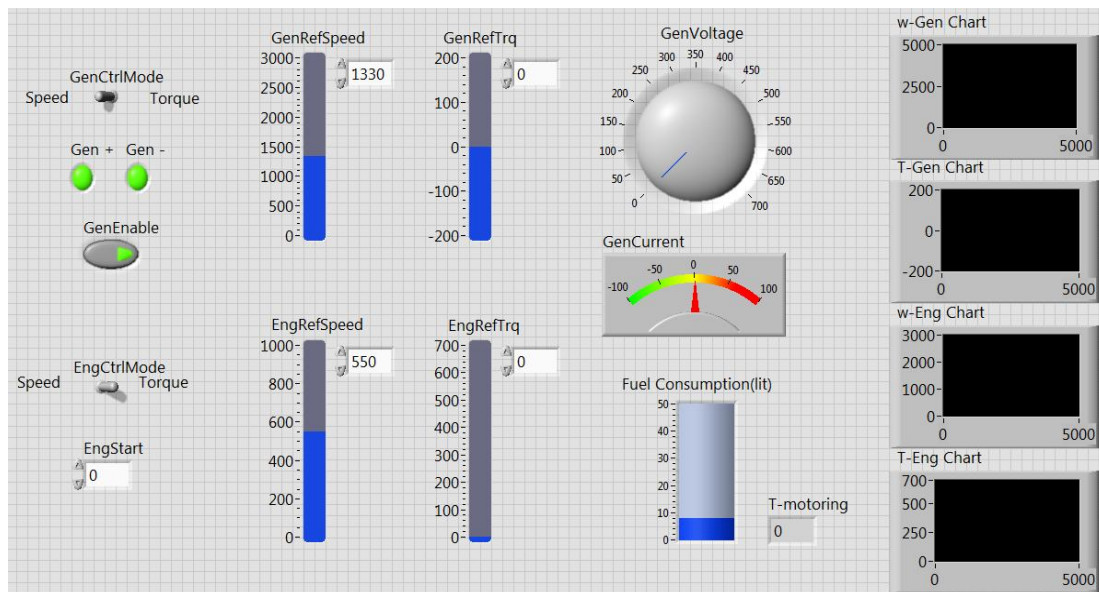 GenCtrlMode
Speed Torque
Gen + Gen -
GenEnable
GenRefSpeed
1330
3000
2500
2000
1500
1000
500
0
GenRefTrq
0
200
100
0
-100
-200
GenVoltage
0 50 100 150 200 250 300 350 400 450 500 550 600 650 700
GenCurrent
-100 -50 0 50 100
EngCtrlMode
Speed Torque
EngStart
0
EngRefSpeed
550
1000
800
600
400
200
0
EngRefTrq
0
700
600
500
400
300
200
100
0
Fuel Consumption(lit)
50
40
30
20
10
0
T-motoring
0
w-Gen Chart
5000
2500
0
0 5000
T-Gen Chart
200
0
-200
0 5000
w-Eng Chart
3000
2000
1000
0
0 5000
T-Eng Chart
700
500
250
0
0 5000